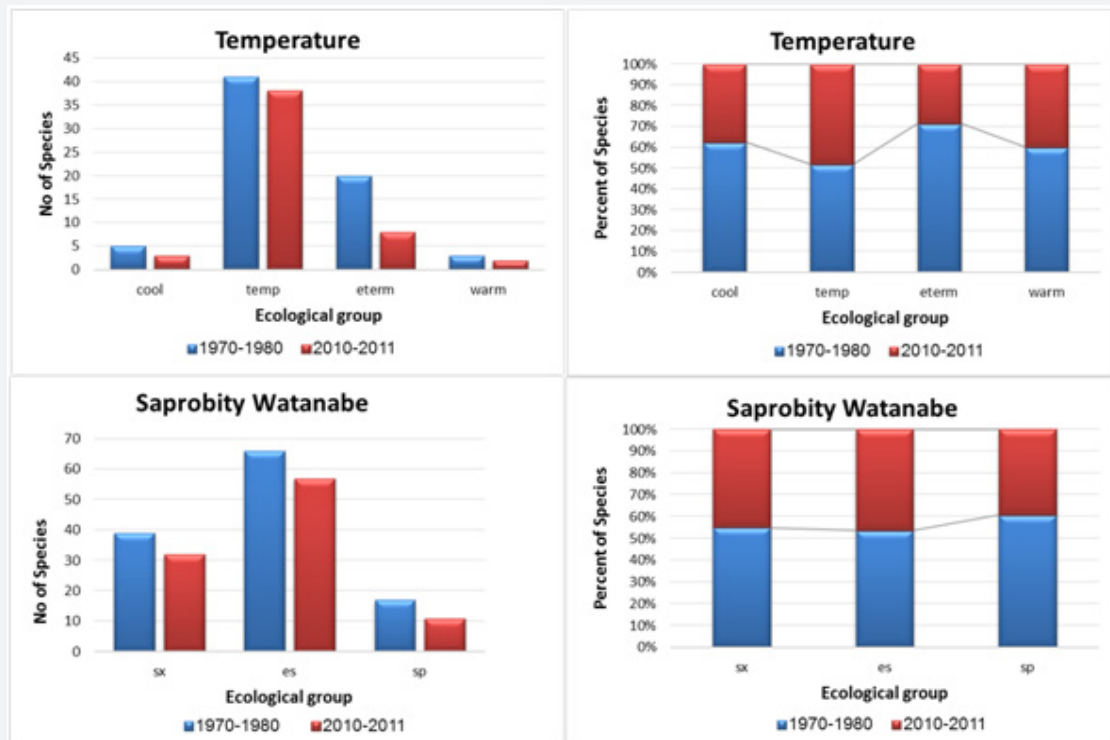 Temperature
45
40
35
30
25
20
15
10
5
0
No of Species
cool temp eterm warm
Ecological group
1970-1980 2010-2011
Temperature
100%
90%
80%
70%
60%
50%
40%
30%
20%
10%
0%
Percent of Species
cool temp eterm warm
Ecological group
1970-1980 2010-2011
Saprobity Watanabe
70
60
50
40
30
20
10
0
No of Species
sx es sp
Ecological group
1970-1980 2010-2011
Saprobity Watanabe
100%
90%
80%
70%
60%
50%
40%
30%
20%
10%
0%
Percent of Species
sx es sp
Ecological group
1970-1980 2010-2011